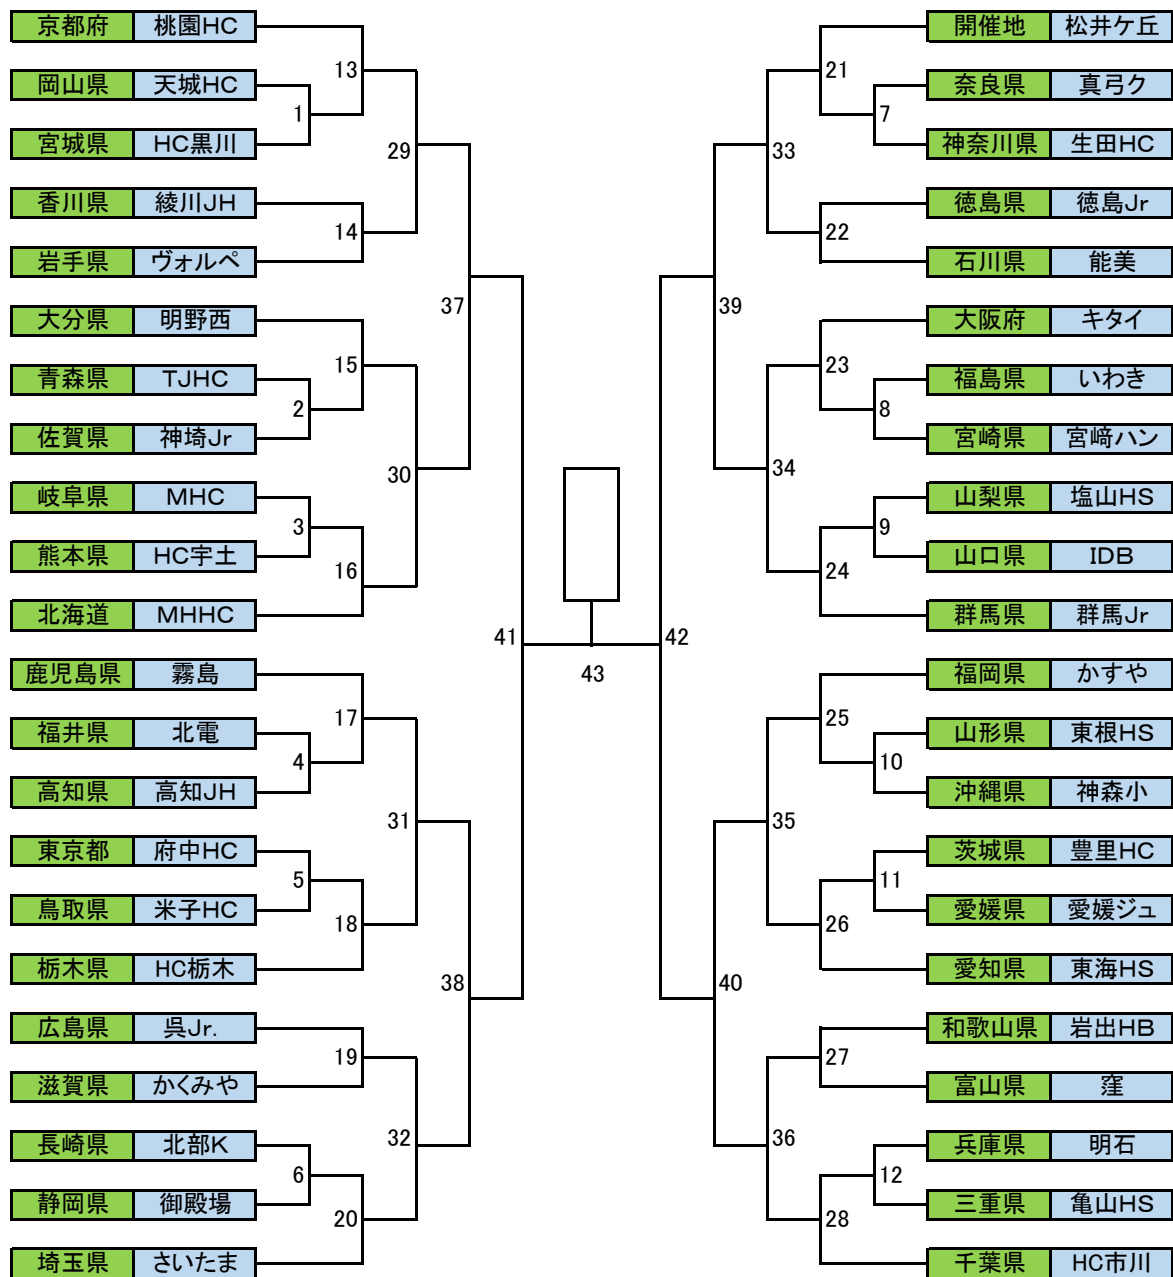 京都府 桃園HC
岡山県 天城HC
宮城県 HC黒川
香川県 綾川JH
岩手県 ヴォルペ
大分県 明野西
青森県 TJHC
佐賀県 神埼Jr
岐阜県 MHC
熊本県 HC宇土
北海道 MHHC
鹿児島県 霧島
福井県 北電
高知県 高知JH
東京都 府中HC
鳥取県 米子HC
栃木県 HC栃木
広島県 呉Jr.
滋賀県 かくみや
長崎県 北部K
静岡県 御殿場
埼玉県 さいたま
1
2
3
4
5
6
13
14
15
16
17
18
19
20
29
30
31
32
37
38
41
43
42
39
40
33
34
35
36
21
22
23
24
25
26
27
28
7
8
9
10
11
12
開催地 松井ケ丘
奈良県 真弓ク
神奈川県 生田HC
徳島県 徳島Jr
石川県 能美
大阪府 キタイ
福島県 いわき
宮崎県 宮﨑ハン
山梨県 塩山HS
山口県 IDB
群馬県 群馬Jr
福岡県 かすや
山形県 東根HS
沖縄県 神森小
茨城県 豊里HC
愛媛県 愛媛ジュ
愛知県 東海HS
和歌山県 岩出HB
富山県 窪
兵庫県 明石
三重県 亀山HS
千葉県 HC市川